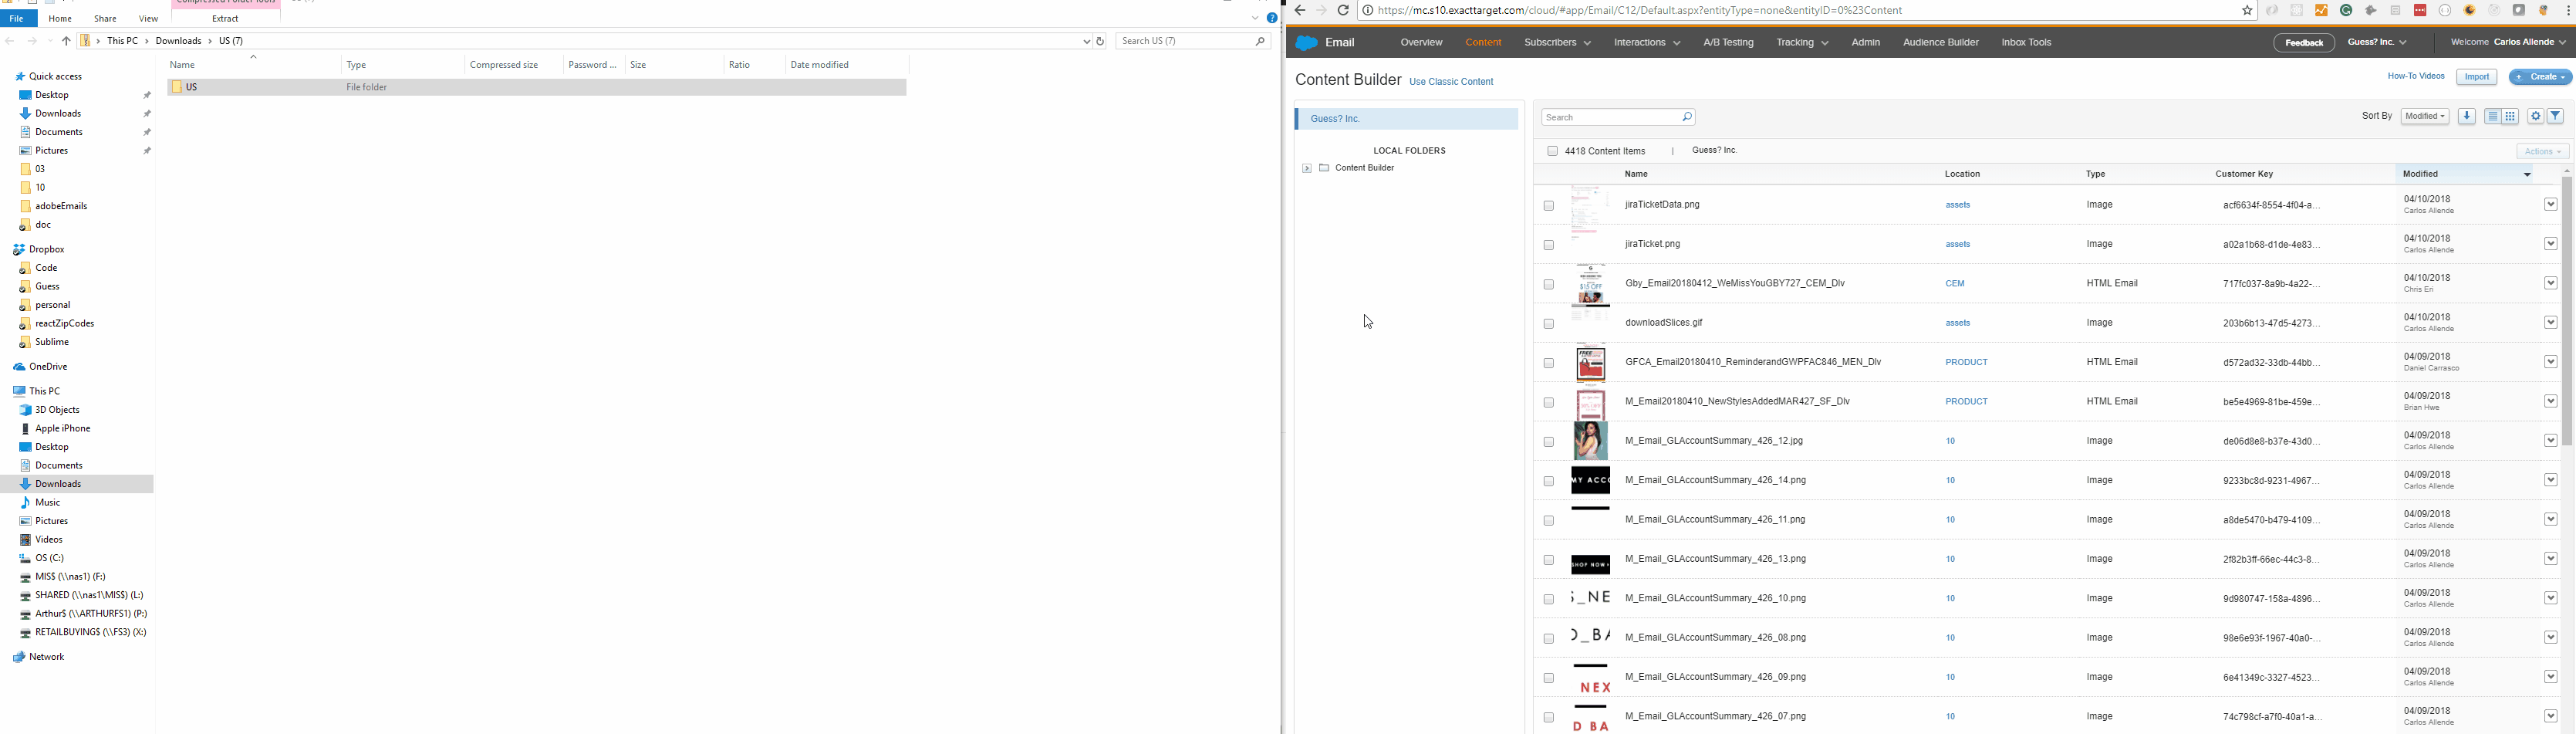 Compressed Folder Tools
File Home Share View Extract
This PC > Downloads > US (7)
Search US (7)
Name Type Compressed size Password ... Size Ratio Date modified
US File folder
Quick access
Desktop
Downloads
Documents
Pictures
03
10
adobeEmails
doc
Dropbox
Code
Guess
personal
reactZipCodes
Sublime
OneDrive
This PC
3D Objects
Apple iPhone
Desktop
Documents
Downloads
Music
Pictures
Videos
OS (C:)
MIS$ (\\nas1) (F:)
SHARED (\\nas1\MIS$) (L:)
Arthur$ (\\ARTHURFS1) (P:)
RETAILBUYING$ (\\FS3) (X:)
Network
https://mc.s10.exacttarget.com/cloud/#app/Email/C12/Default.aspx?entityType=none&entityID=0%23Content
Email Overview Content Subscribers Interactions A/B Testing Tracking Admin Audience Builder Inbox Tools Feedback Guess? Inc. Welcome Carlos Allende
Content Builder Use Classic Content How-To Videos Import + Create
Guess? Inc.
LOCAL FOLDERS
Content Builder
Search Sort By Modified
4418 Content Items | Guess? Inc. Actions
Name Location Type Customer Key Modified
jiraTicketData.png assets Image acf6634f-8554-4f04-a... 04/10/2018
Carlos Allende
jiraTicket.png assets Image a02a1b68-d1de-4e83... 04/10/2018
Carlos Allende
$15 OFF
Gby_Email20180412_WeMissYouGBY727_CEM_Dlv CEM HTML Email 717fc037-8a9b-4a22-... 04/10/2018
Chris Eri
downloadSlices.gif assets Image 203b6b13-47d5-4273... 04/10/2018
Carlos Allende
FREE
GFCA_Email20180410_ReminderandGWPFAC846_MEN_Dlv PRODUCT HTML Email d572ad32-33db-44bb... 04/09/2018
Daniel Carrasco
M_Email20180410_NewStylesAddedMAR427_SF_Dlv PRODUCT HTML Email be5e4969-81be-459e... 04/09/2018
Brian Hwe
M_Email_GLAccountSummary_426_12.jpg 10 Image de06d8e8-b37e-43d0... 04/09/2018
Carlos Allende
MY ACCO
M_Email_GLAccountSummary_426_14.png 10 Image 9233bc8d-9231-4967... 04/09/2018
Carlos Allende
M_Email_GLAccountSummary_426_11.png 10 Image a8de5470-b479-4109... 04/09/2018
Carlos Allende
SHOP NOW
M_Email_GLAccountSummary_426_13.png 10 Image 2f82b3ff-66ec-44c3-8... 04/09/2018
Carlos Allende
S_NE
M_Email_GLAccountSummary_426_10.png 10 Image 9d980747-158a-4896... 04/09/2018
Carlos Allende
D_BA
M_Email_GLAccountSummary_426_08.png 10 Image 98e6e93f-1967-40a0-... 04/09/2018
Carlos Allende
NEX
M_Email_GLAccountSummary_426_09.png 10 Image 6e41349c-3327-4523... 04/09/2018
Carlos Allende
D BA
M_Email_GLAccountSummary_426_07.png 10 Image 74c798cf-a7f0-40a1-a... 04/09/2018
Carlos Allende